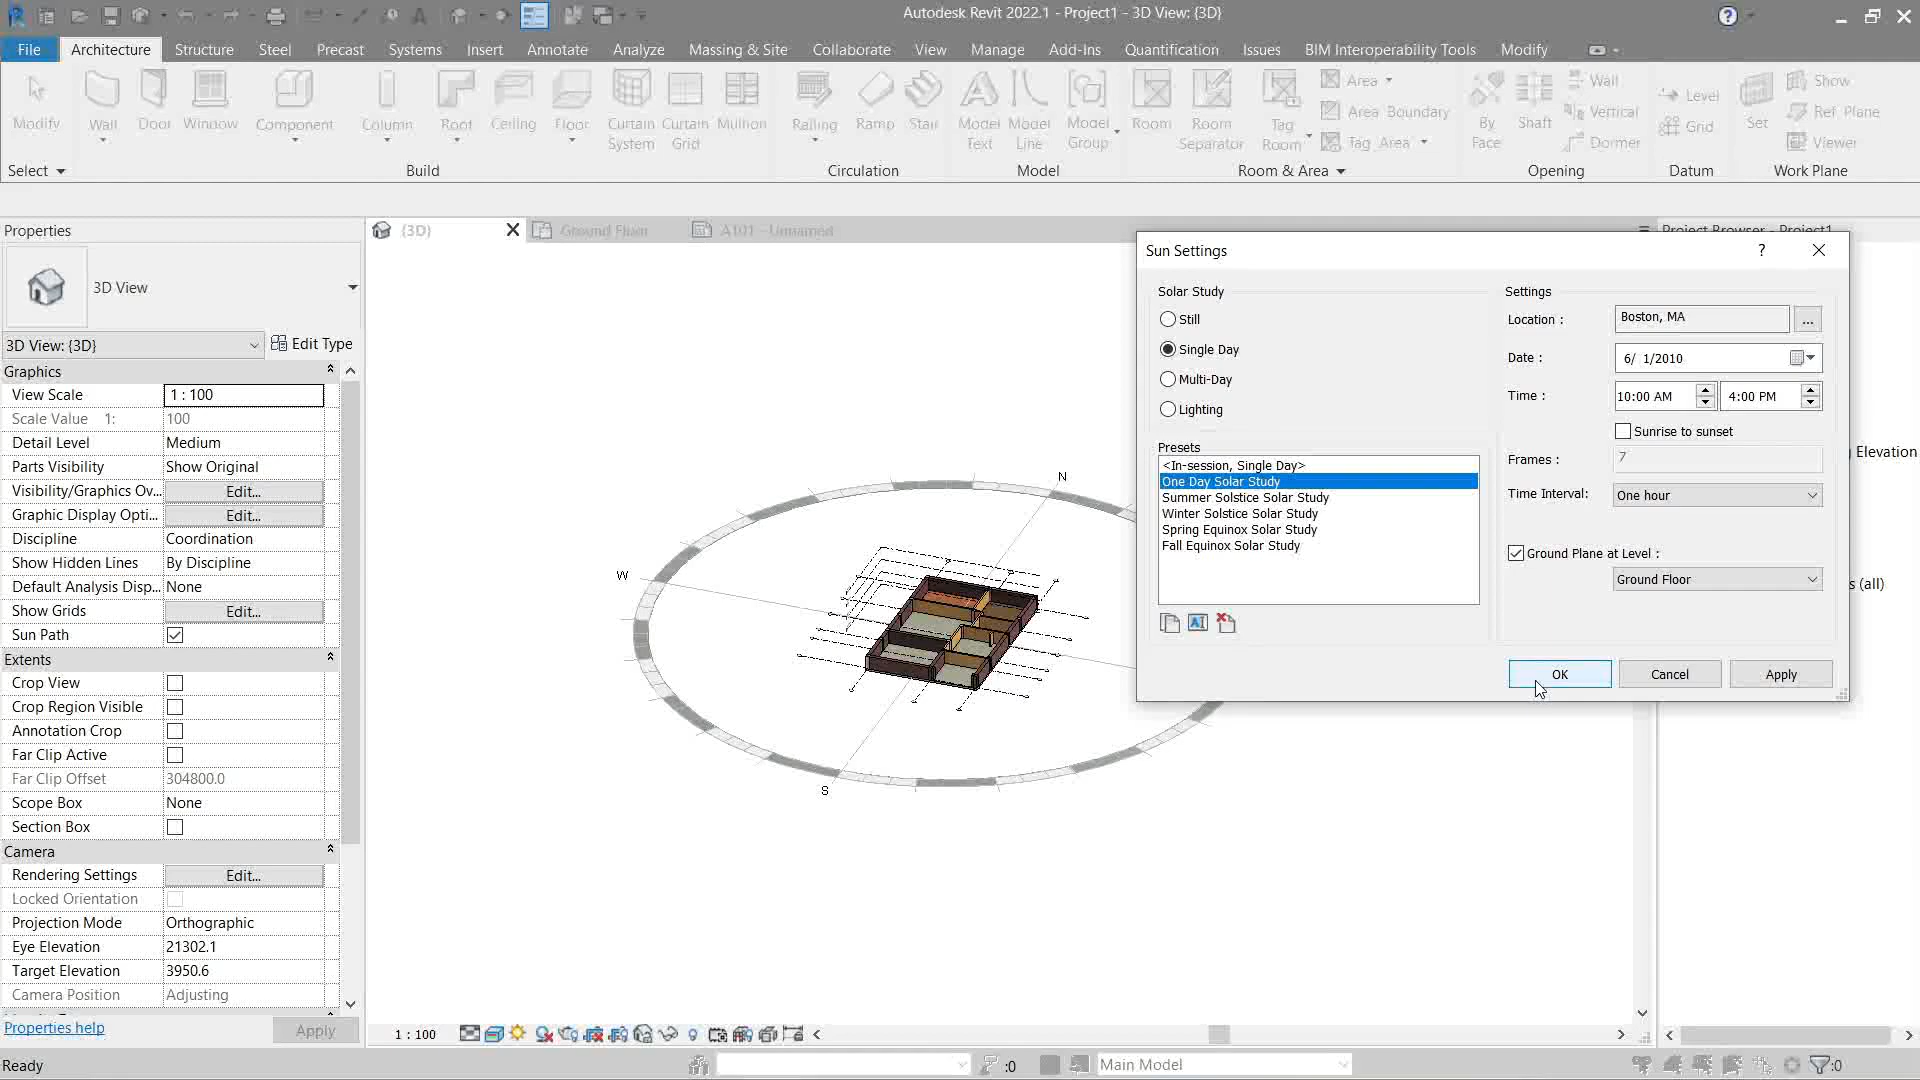 Autodesk Revit 2022.1 - Project1 - 3D View: {3D}
File Architecture Structure Steel Precast Systems Insert Annotate Analyze Massing & Site Collaborate View Manage Add-Ins Quantification Issues BIM Interoperability Tools Modify
Modify Wall Door Window Component Column Roof Ceiling Floor Curtain System Curtain Grid Mullion Railing Ramp Stair Model Text Model Line Model Group Room Room Separator Tag Room By Face Shaft Set
Area Wall Level Show
Area Boundary Vertical Grid Ref Plane
Tag Area Dormer Viewer
Select Build Circulation Model Room & Area Opening Datum Work Plane
Properties
{3D} Ground Floor A101 - Unnamed
Project Browser - Project1
3D View
3D View: {3D} Edit Type
Graphics
View Scale 1 : 100
Scale Value 1: 100
Detail Level Medium
Parts Visibility Show Original
Visibility/Graphics Ov... Edit...
Graphic Display Opti... Edit...
Discipline Coordination
Show Hidden Lines By Discipline
Default Analysis Disp... None
Show Grids Edit...
Sun Path
Extents
Crop View
Crop Region Visible
Annotation Crop
Far Clip Active
Far Clip Offset 304800.0
Scope Box None
Section Box
Camera
Rendering Settings Edit...
Locked Orientation
Projection Mode Orthographic
Eye Elevation 21302.1
Target Elevation 3950.6
Camera Position Adjusting
Properties help Apply
N
W
S
Sun Settings ?
Solar Study
Still
Single Day
Multi-Day
Lighting
Presets
<In-session, Single Day>
One Day Solar Study
Summer Solstice Solar Study
Winter Solstice Solar Study
Spring Equinox Solar Study
Fall Equinox Solar Study
Settings
Location : Boston, MA ...
Date : 6/ 1/2010
Time : 10:00 AM 4:00 PM
Sunrise to sunset
Frames : 7
Time Interval: One hour
Ground Plane at Level :
Ground Floor
OK Cancel Apply
Elevation
s (all)
1 : 100
Ready :0 Main Model :0